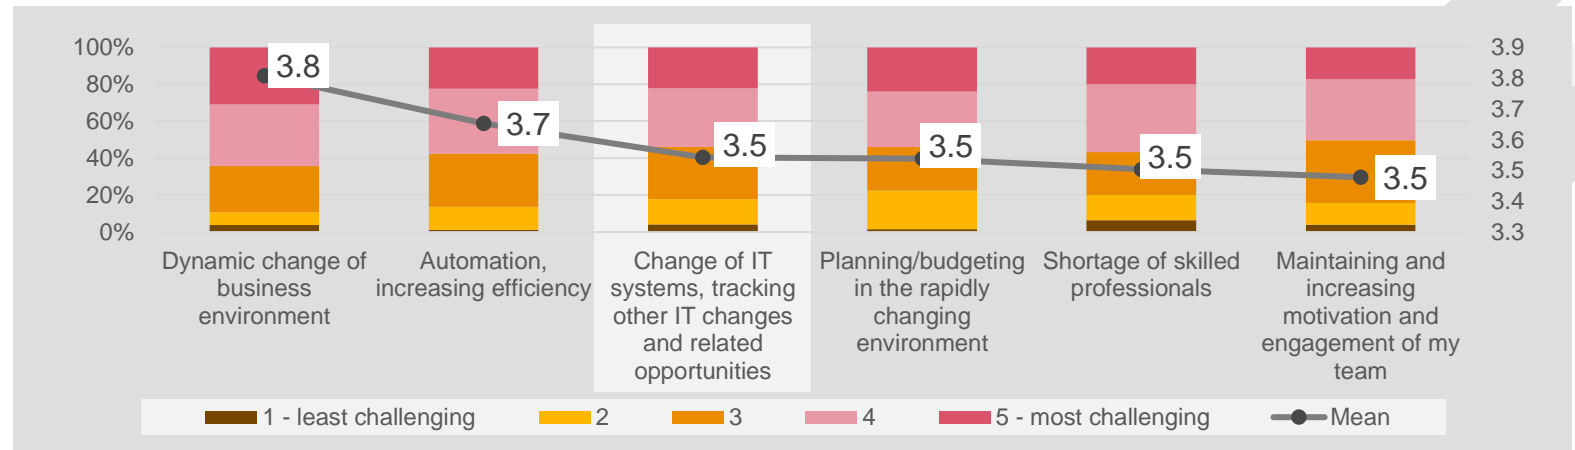 100%
80%
60%
40%
20%
0%
3.8
3.7
3.5
3.5
3.5
3.5
3.9
3.8
3.7
3.6
3.5
3.4
3.3
Dynamic change of
business
environment
Automation,
increasing efficiency
Change of IT
systems, tracking
other IT changes
and related
opportunities
Planning/budgeting
in the rapidly
changing
environment
Shortage of skilled
professionals
Maintaining and
increasing
motivation and
engagement of my
team
1 - least challenging
2
3
4
5 - most challenging
Mean